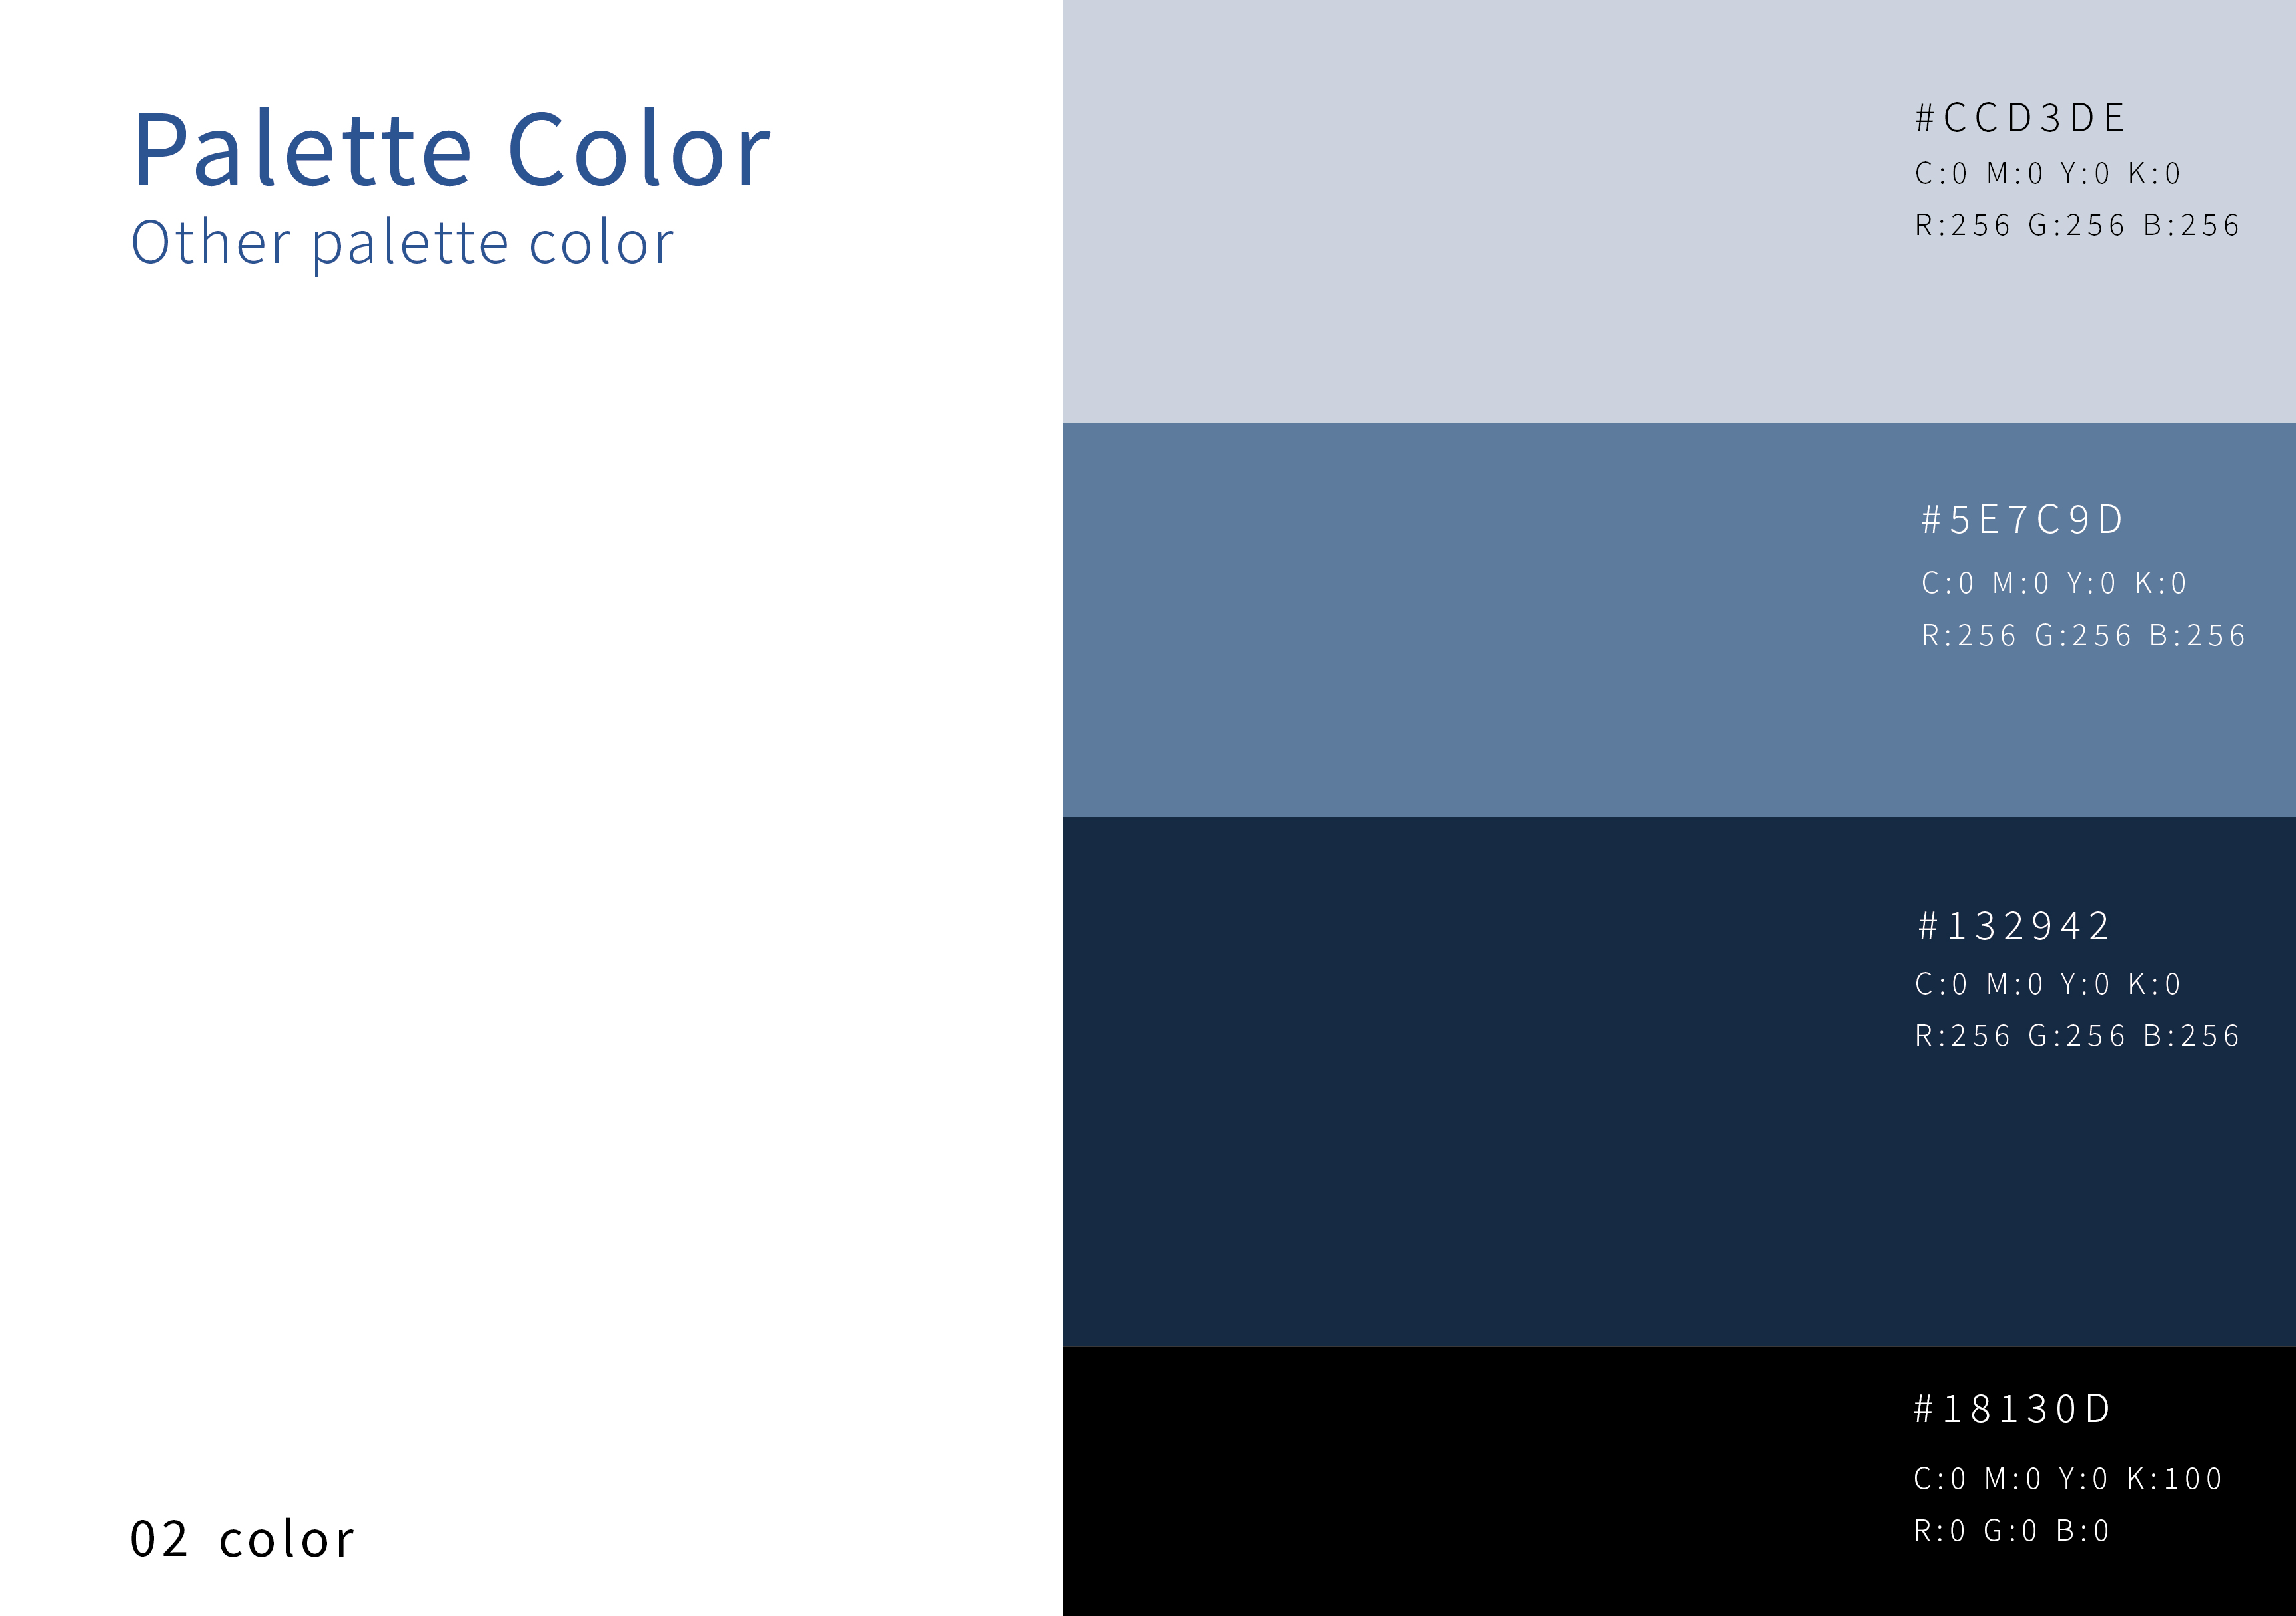 Palette Color
Other palette color
#CCD3DE
C:0 M:0 Y:0 K:0
R:256 G:256 B:256
#5E7C9D
C:0 M:0 Y:0 K:0
R:256 G:256 B:256
#132942
C:0 M:0 Y:0 K:0
R:256 G:256 B:256
#18130D
C:0 M:0 Y:0 K:100
R:0 G:0 B:0
02 color